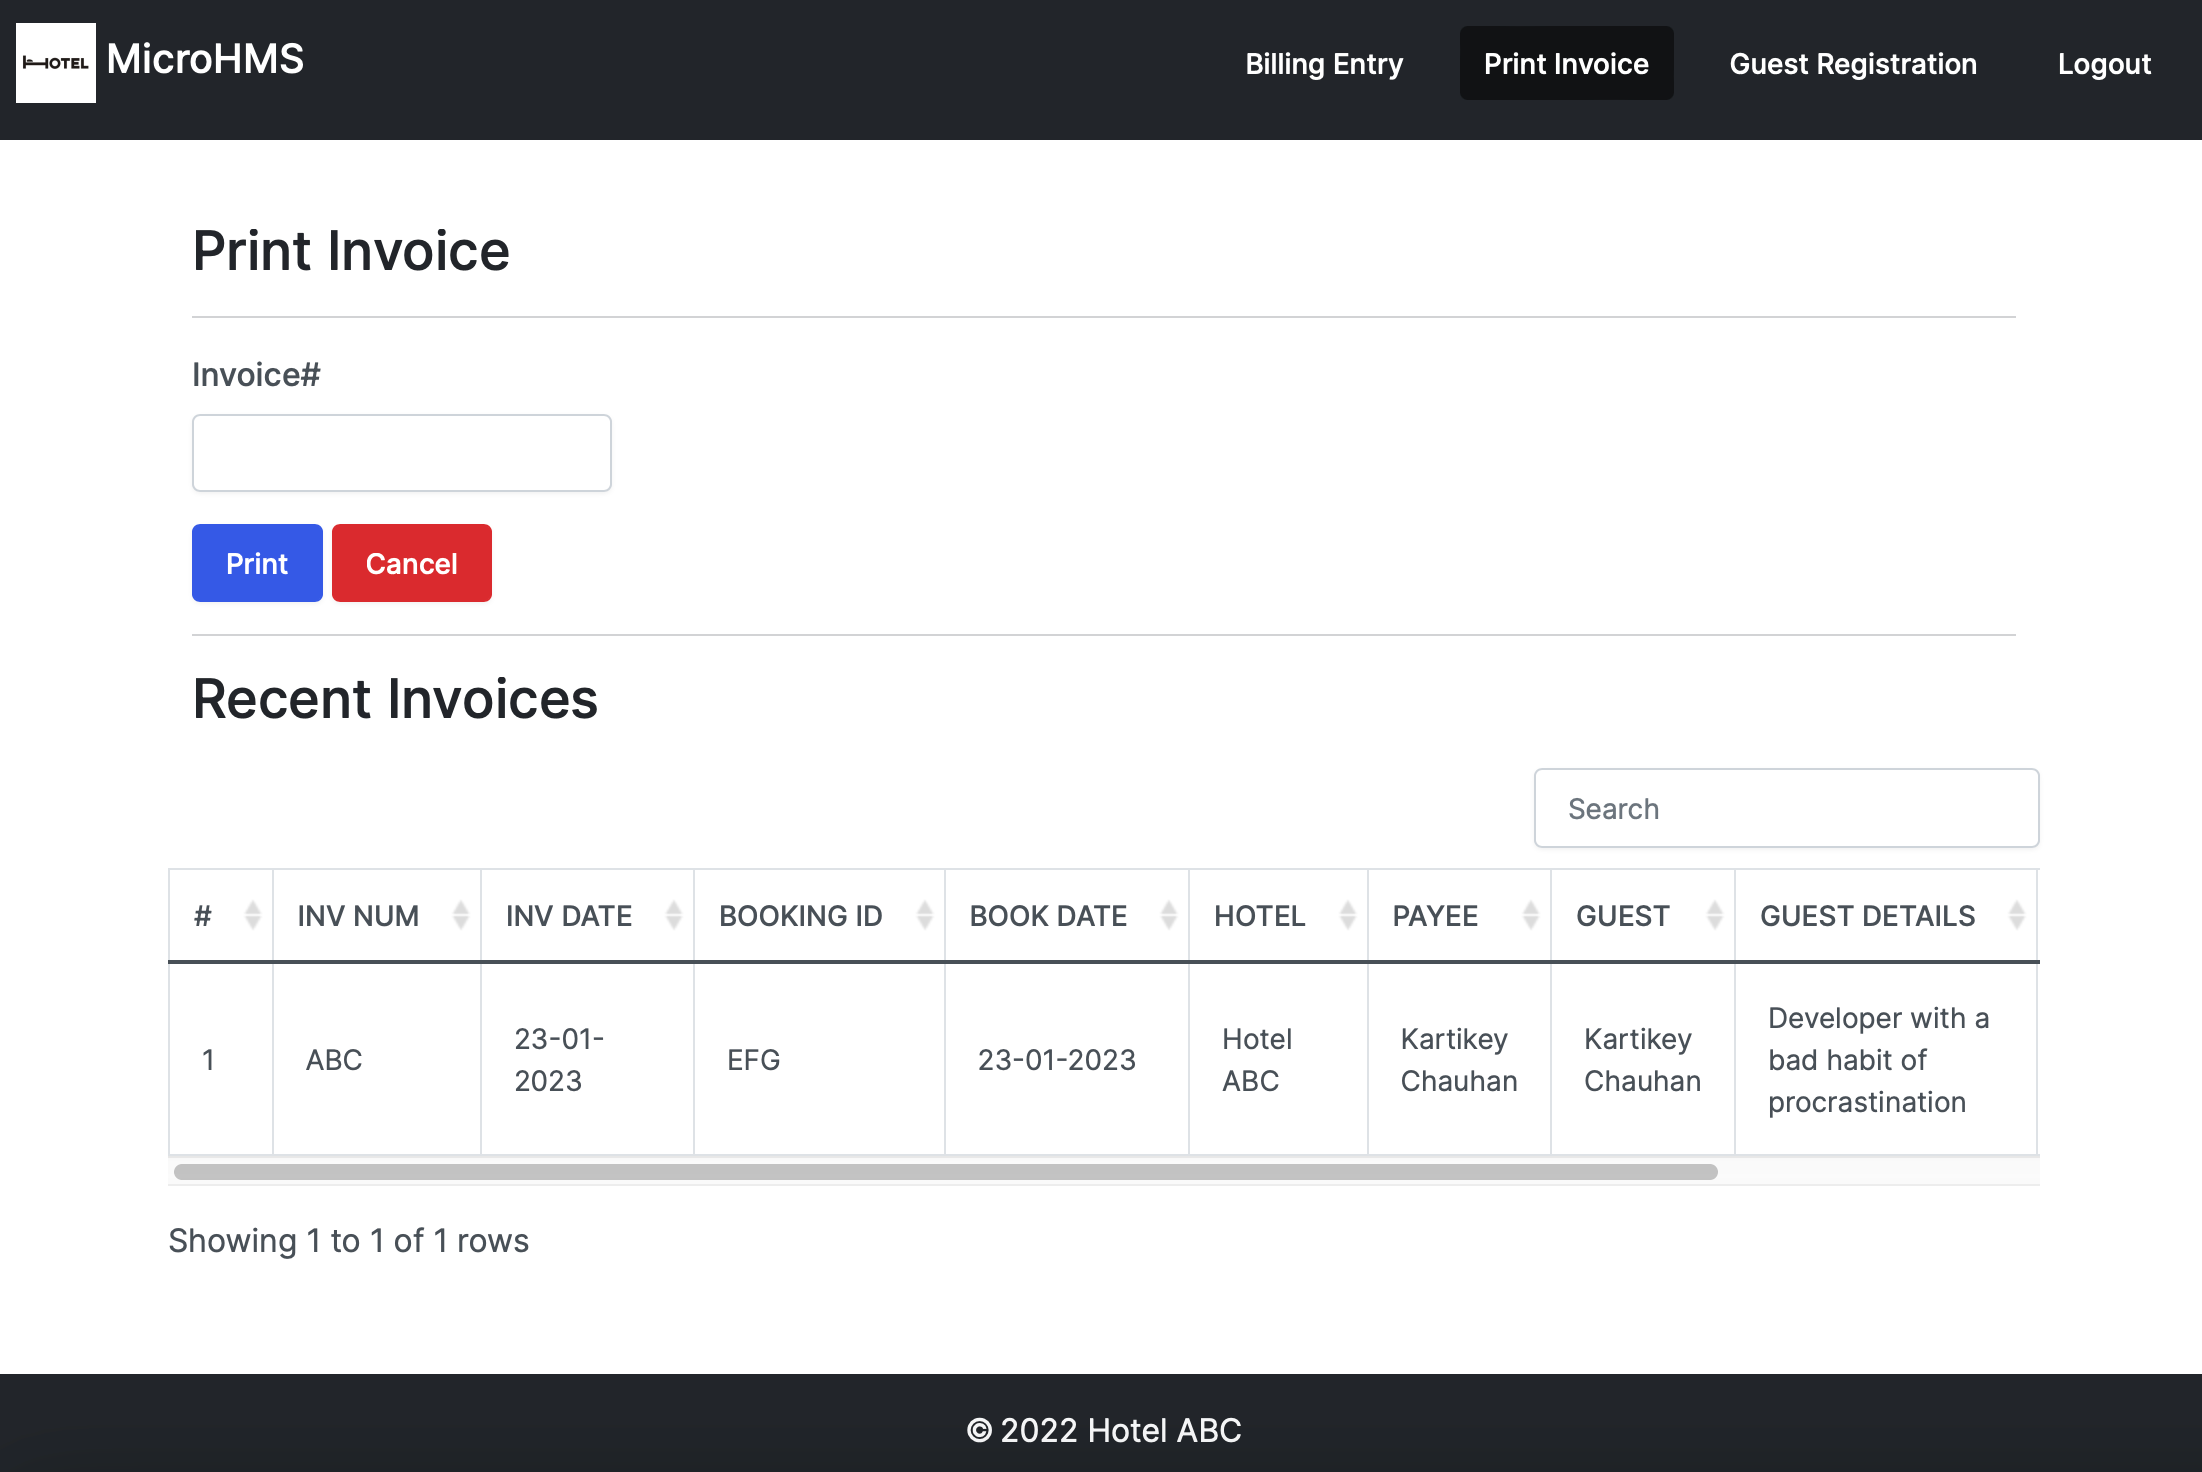 HOTEL MicroHMS
Billing Entry Print Invoice Guest Registration Logout
Print Invoice
Invoice#
Print Cancel
Recent Invoices
Search
# INV NUM INV DATE BOOKING ID BOOK DATE HOTEL PAYEE GUEST GUEST DETAILS
1
ABC
23-01-
2023
EFG
23-01-2023
Hotel
ABC
Kartikey
Chauhan
Kartikey
Chauhan
Developer with a
bad habit of
procrastination
Showing 1 to 1 of 1 rows
© 2022 Hotel ABC